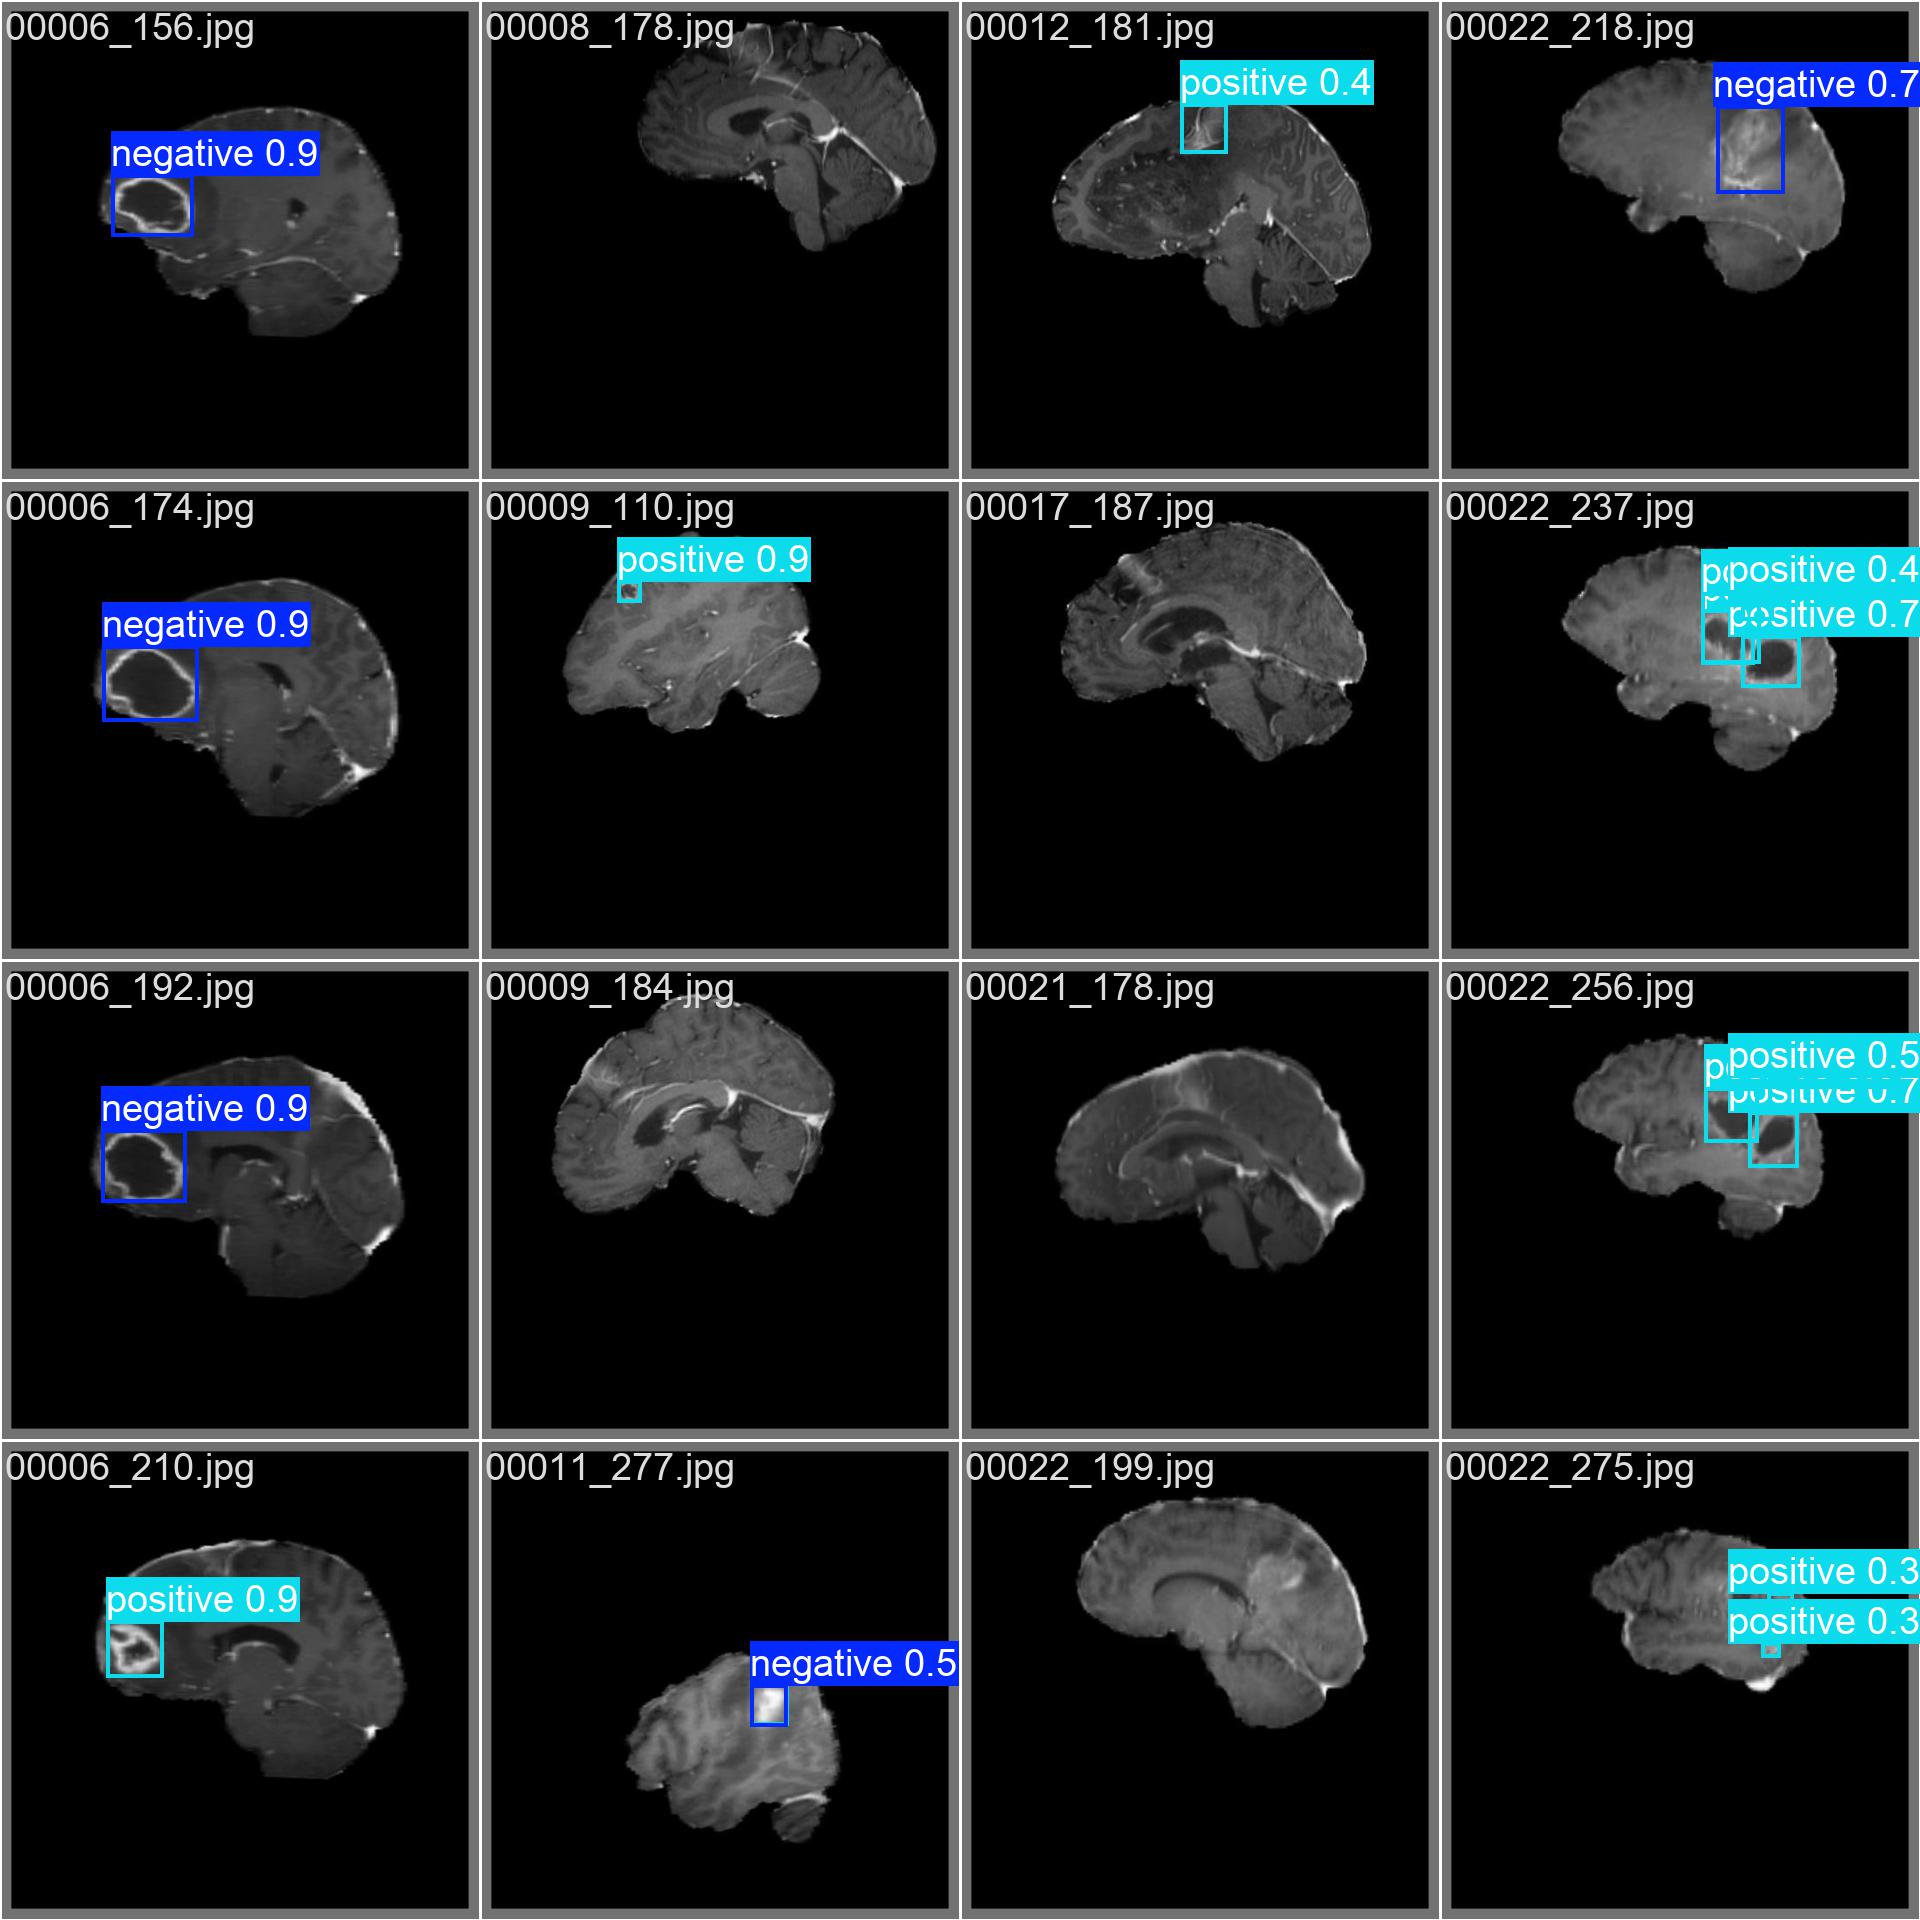 00006_156.jpg
negative 0.9
00008_178.jpg
00012_181.jpg
positive 0.4
00022_218.jpg
negative 0.7
00006_174.jpg
negative 0.9
00009_110.jpg
positive 0.9
00017_187.jpg
00022_237.jpg
positive 0.4
positive 0.7
00006_192.jpg
negative 0.9
00009_184.jpg
00021_178.jpg
00022_256.jpg
positive 0.5
positive 0.7
00006_210.jpg
positive 0.9
00011_277.jpg
negative 0.5
00022_199.jpg
00022_275.jpg
positive 0.3
positive 0.3